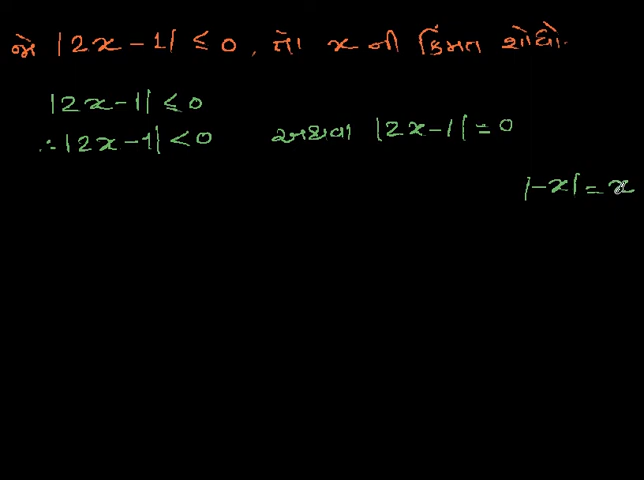 જો |2x - 1| ≤ 0, તો x ની કિંમત શોધો.
|2x - 1| ≤ 0
∴ |2x - 1| < 0 અથવા |2x - 1| = 0
|-x| = x